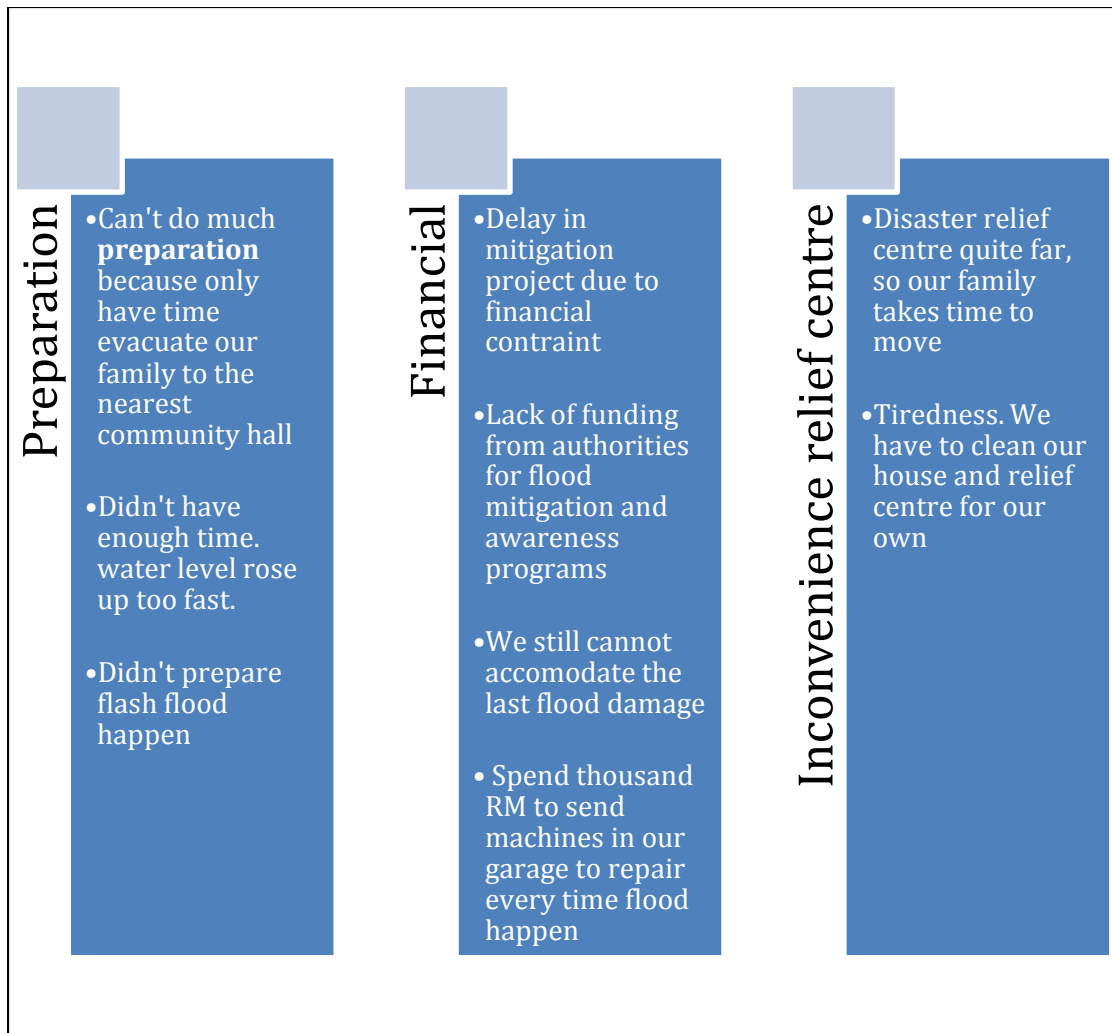 Preparation
•Can't do much
preparation
because only
have time
evacuate our
family to the
nearest
community hall
•Didn't have
enough time.
water level rose
up too fast.
•Didn't prepare
flash flood
happen
Financial
•Delay in
mitigation
project due to
financial
contraint
•Lack of funding
from authorities
for flood
mitigation and
awareness
programs
•We still cannot
accomodate the
last flood damage
• Spend thousand
RM to send
machines in our
garage to repair
every time flood
happen
Inconvenience relief centre
•Disaster relief
centre quite far,
so our family
takes time to
move
•Tiredness. We
have to clean our
house and relief
centre for our
own